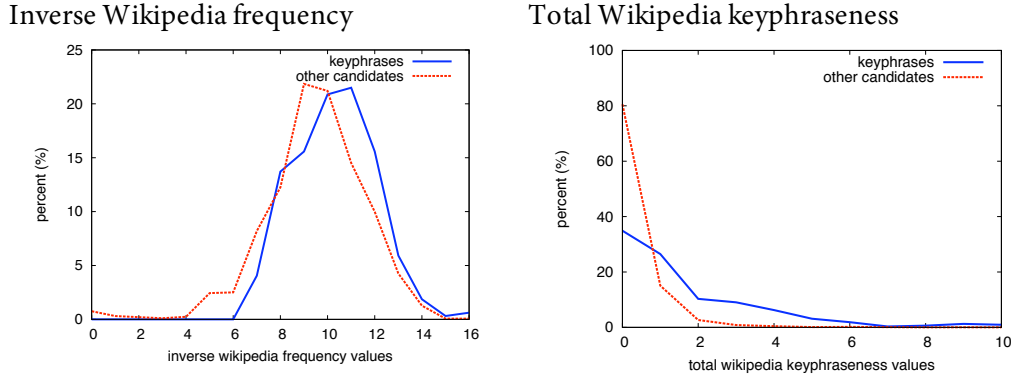 Inverse Wikipedia frequency
25
20
15
10
5
0
0 2 4 6 8 10 12 14 16
percent (%)
inverse wikipedia frequency values
keyphrases
other candidates
Total Wikipedia keyphraseness
100
80
60
40
20
0
0 2 4 6 8 10
percent (%)
total wikipedia keyphraseness values
keyphrases
other candidates